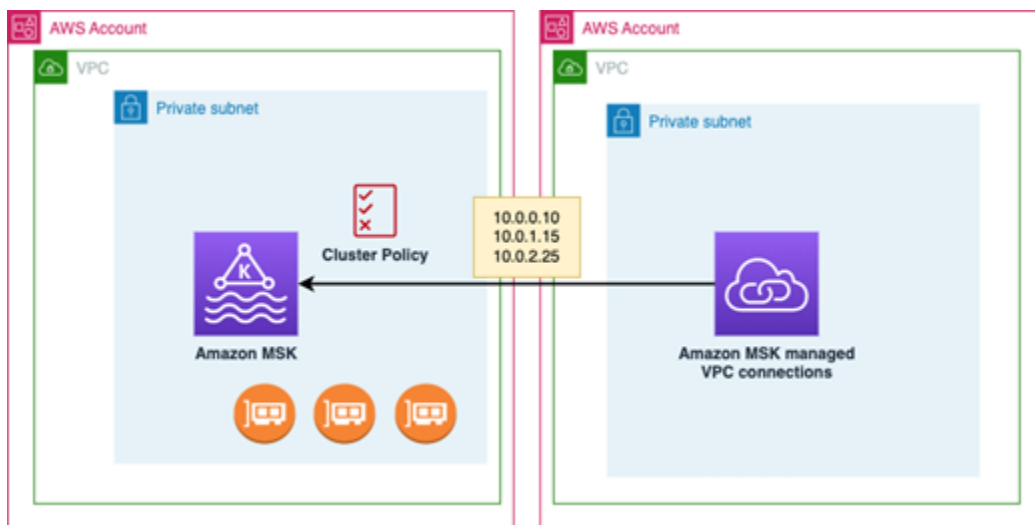 AWS Account
VPC
Private subnet
Cluster Policy
K
Amazon MSK
10.0.0.10
10.0.1.15
10.0.2.25
AWS Account
VPC
Private subnet
Amazon MSK managed
VPC connections